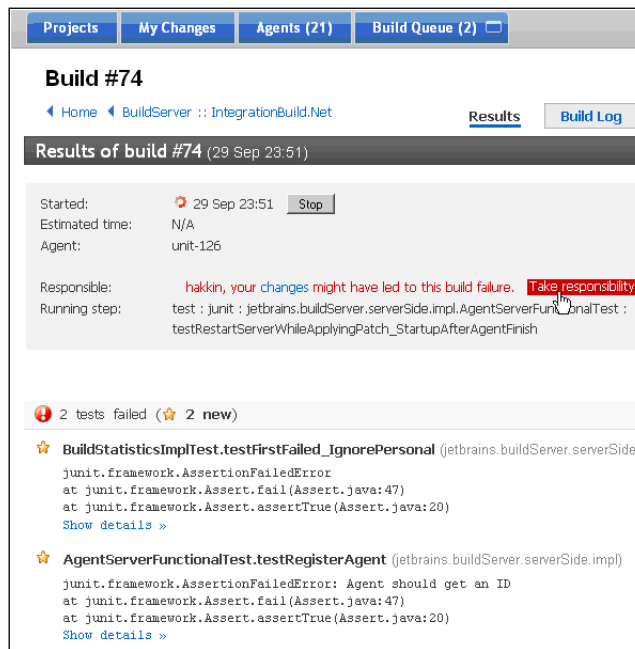 Projects
My Changes
Agents (21)
Build Queue (2)
Build #74
Home
BuildServer :: IntegrationBuild.Net
Results
Build Log
Results of build #74 (29 Sep 23:51)
Started: 29 Sep 23:51 Stop
Estimated time: N/A
Agent: unit-126
Responsible: hakkin, your changes might have led to this build failure. Take responsibility
Running step: test : junit : jetbrains.buildServer.serverSide.impl.AgentServerFunctionalTest :
testRestartServerWhileApplyingPatch_StartupAfterAgentFinish
2 tests failed (2 new)
BuildStatisticsImplTest.testFirstFailed_IgnorePersonal (jetbrains.buildServer.serverSide
junit.framework.AssertionFailedError
at junit.framework.Assert.fail(Assert.java:47)
at junit.framework.Assert.assertTrue(Assert.java:20)
Show details »
AgentServerFunctionalTest.testRegisterAgent (jetbrains.buildServer.serverSide.impl)
junit.framework.AssertionFailedError: Agent should get an ID
at junit.framework.Assert.fail(Assert.java:47)
at junit.framework.Assert.assertTrue(Assert.java:20)
Show details »